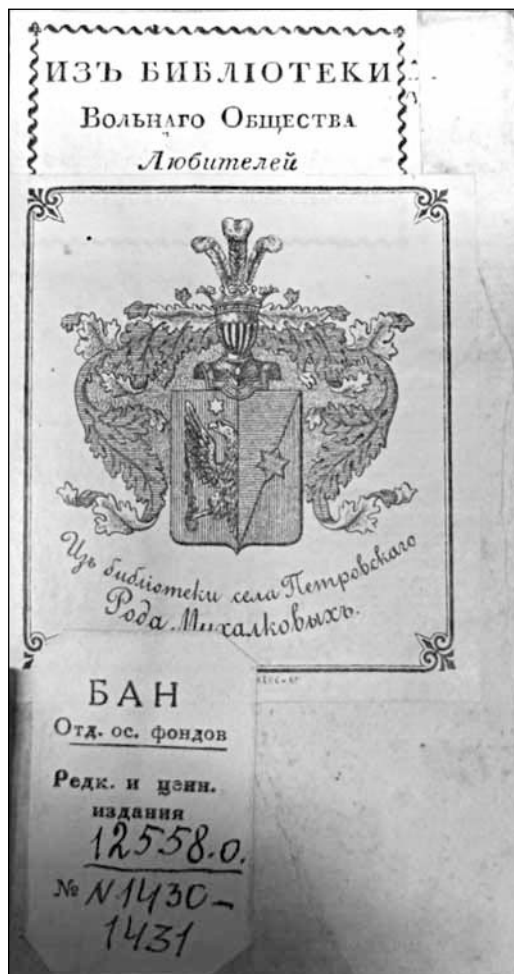 ИЗЪ БИБЛІОТЕКИ
Вольнаго Общества
Любителей
Изъ библіотеки села Петровскаго
Рода Михалковыхъ.
БАН
Отд. ос. фондов
Редк. и ценн.
издания
12558.о.
№ N1430–
1431